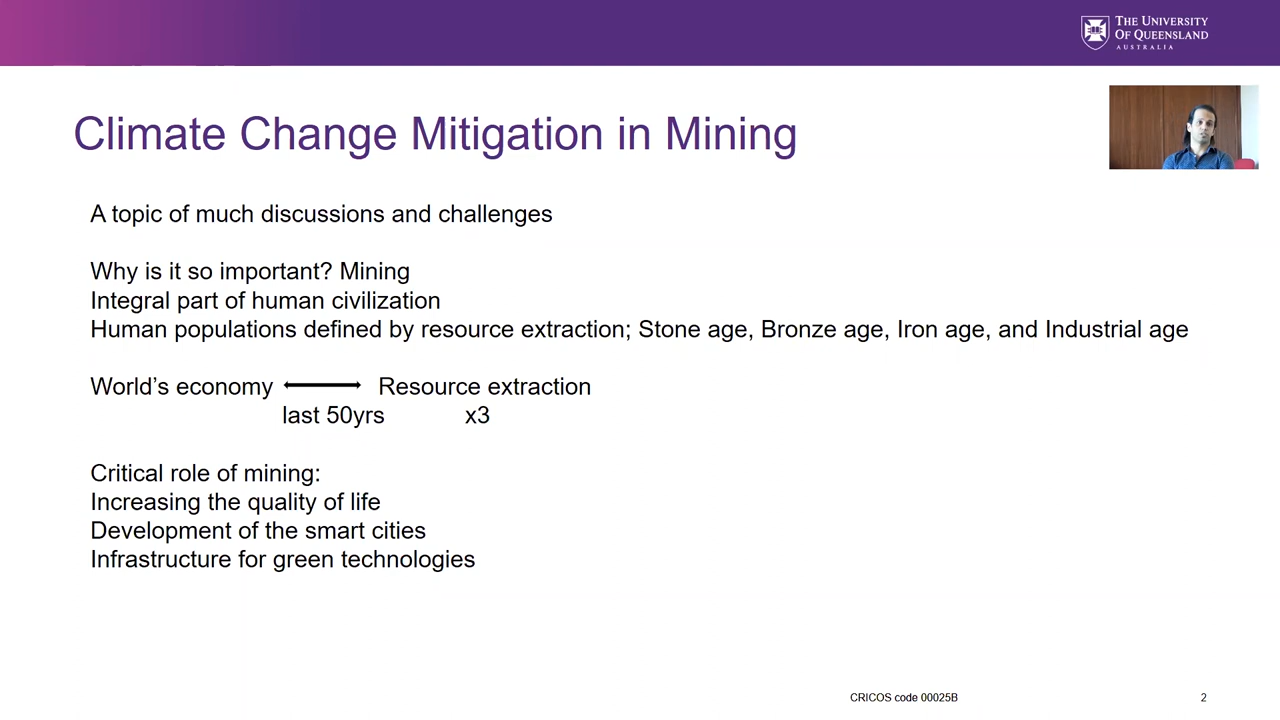 THE UNIVERSITY
OF QUEENSLAND
AUSTRALIA
Climate Change Mitigation in Mining
A topic of much discussions and challenges
Why is it so important? Mining
Integral part of human civilization
Human populations defined by resource extraction; Stone age, Bronze age, Iron age, and Industrial age
World's economy Resource extraction
last 50yrs x3
Critical role of mining:
Increasing the quality of life
Development of the smart cities
Infrastructure for green technologies
CRICOS code 00025B 2